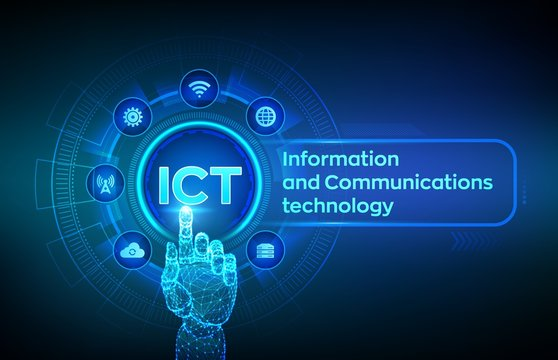 ICT
Information
and Communications
technology